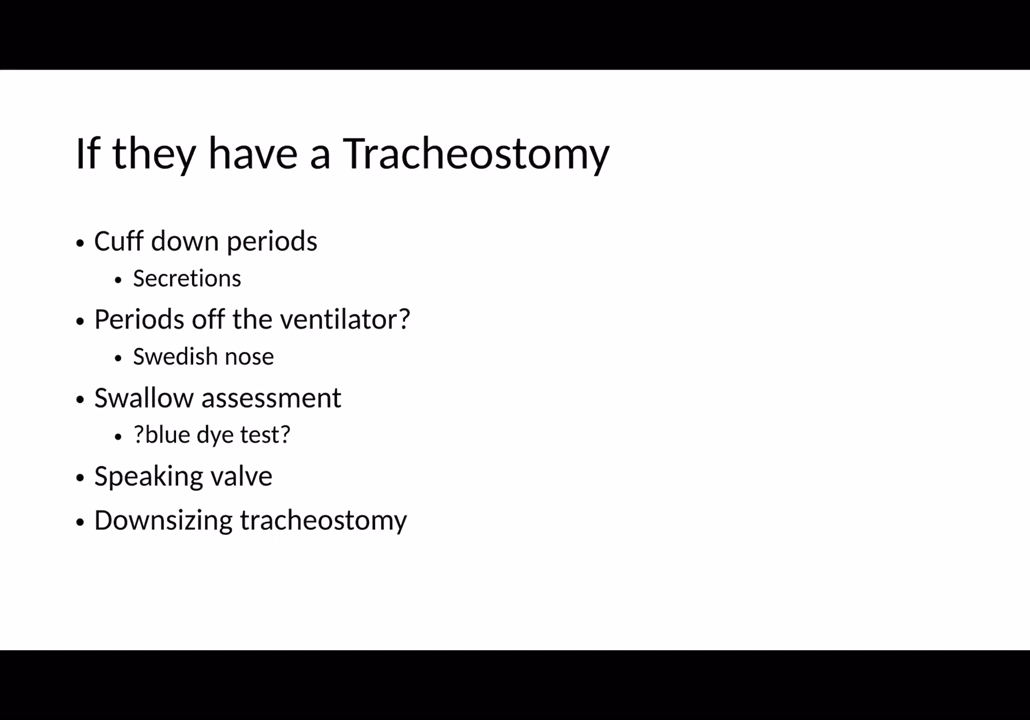 If they have a Tracheostomy
• Cuff down periods
• Secretions
• Periods off the ventilator?
• Swedish nose
• Swallow assessment
• ?blue dye test?
• Speaking valve
• Downsizing tracheostomy